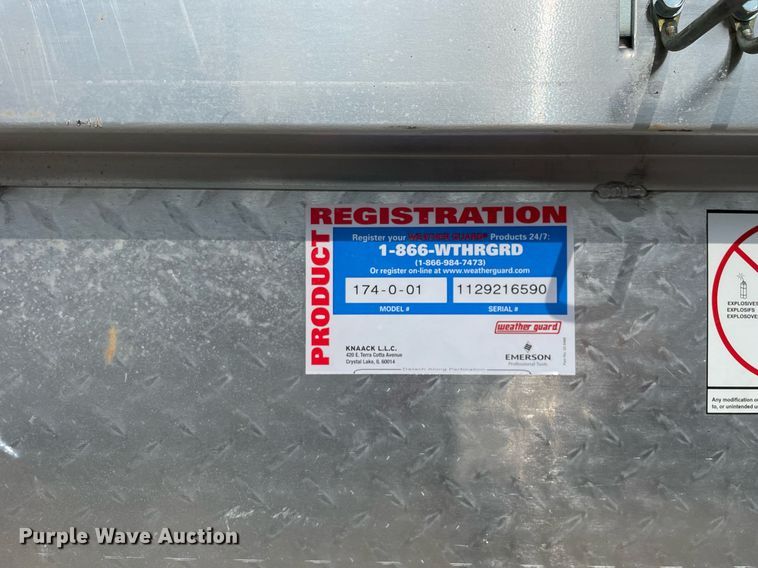 PRODUCT
REGISTRATION
Register your WEATHER GUARD® Products 24/7:
1-866-WTHRGRD
(1-866-984-7473)
Or register on-line at www.weatherguard.com
174-0-01
1129216590
MODEL #
SERIAL #
weather guard
KNAACK L.L.C.
420 E. Terra Cotta Avenue
Crystal Lake, IL 60014
EMERSON
Professional Tools
Detach Along Perforation
EXPLOSIVES
EXPLOSIFS
EXPLOSIVOS
Any modification
to, or unintended
Purple Wave Auction